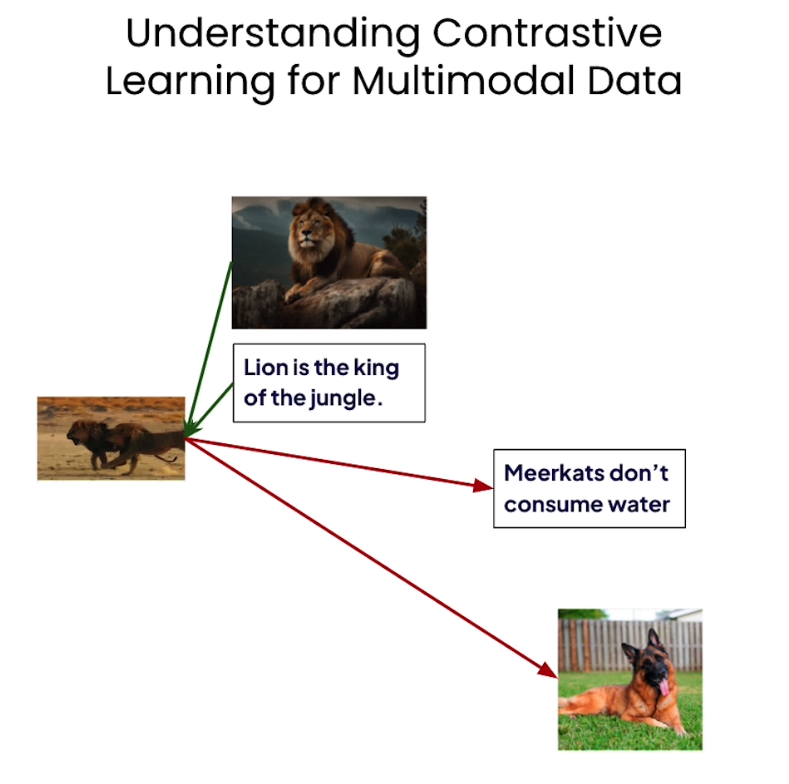 Understanding Contrastive
Learning for Multimodal Data
Lion is the king
of the jungle.
Meerkats don’t
consume water